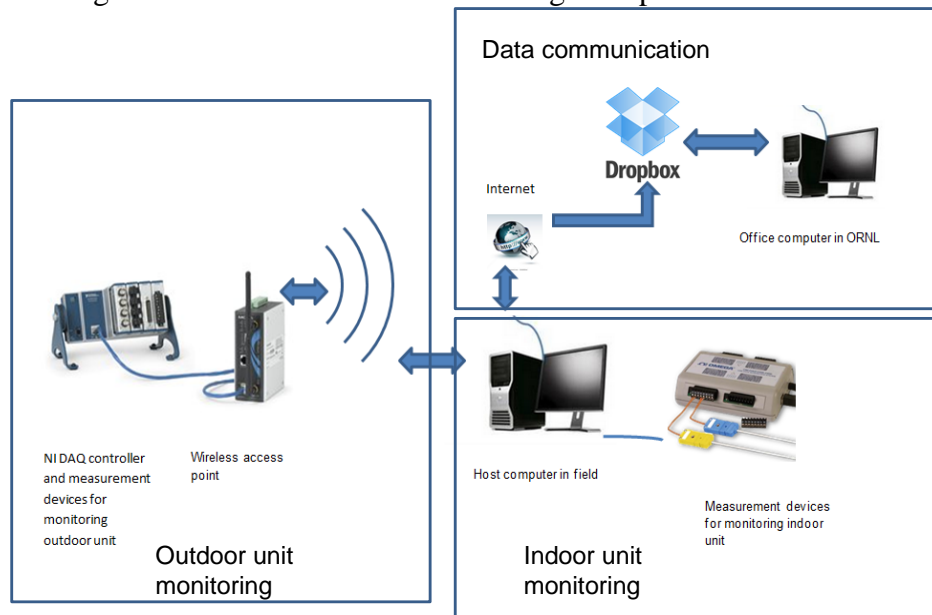 Data communication
Dropbox
Internet
Office computer in ORNL
NI DAQ controller
and measurement
devices for
monitoring
outdoor unit
Wireless access
point
Outdoor unit
monitoring
Host computer in field
OMEGA
Measurement devices
for monitoring indoor
unit
Indoor unit
monitoring